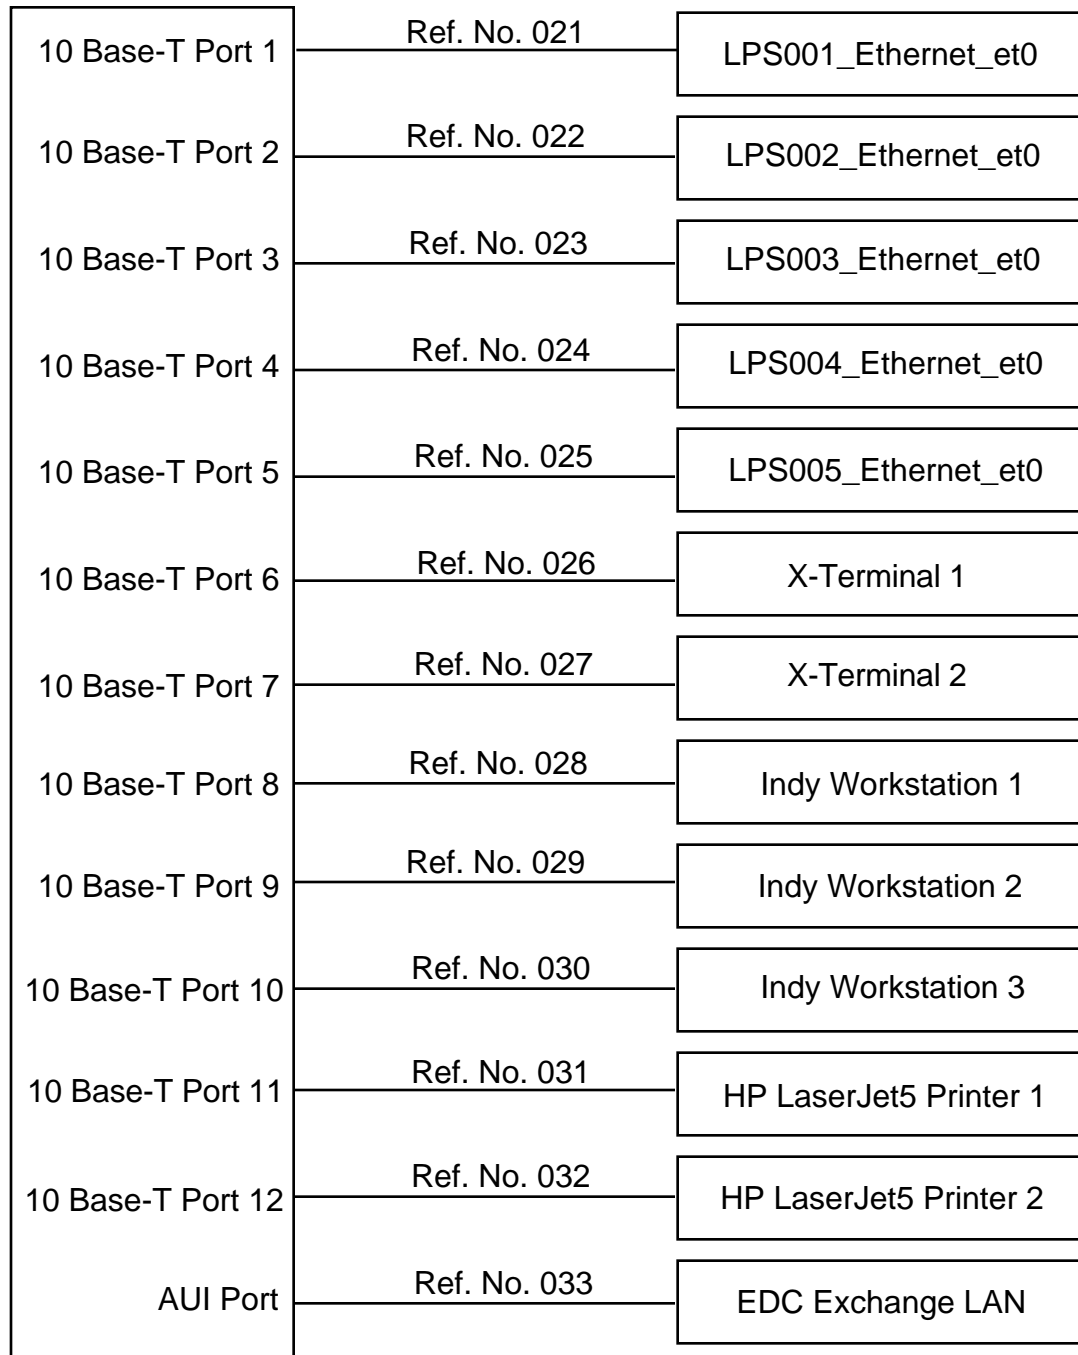 10 Base-T Port 1 Ref. No. 021 LPS001_Ethernet_et0
10 Base-T Port 2 Ref. No. 022 LPS002_Ethernet_et0
10 Base-T Port 3 Ref. No. 023 LPS003_Ethernet_et0
10 Base-T Port 4 Ref. No. 024 LPS004_Ethernet_et0
10 Base-T Port 5 Ref. No. 025 LPS005_Ethernet_et0
10 Base-T Port 6 Ref. No. 026 X-Terminal 1
10 Base-T Port 7 Ref. No. 027 X-Terminal 2
10 Base-T Port 8 Ref. No. 028 Indy Workstation 1
10 Base-T Port 9 Ref. No. 029 Indy Workstation 2
10 Base-T Port 10 Ref. No. 030 Indy Workstation 3
10 Base-T Port 11 Ref. No. 031 HP LaserJet5 Printer 1
10 Base-T Port 12 Ref. No. 032 HP LaserJet5 Printer 2
AUI Port Ref. No. 033 EDC Exchange LAN